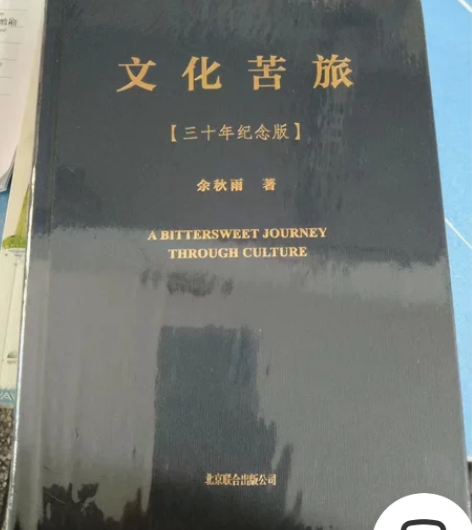 文化苦旅
【三十年纪念版】
余秋雨 著
A BITTERSWEET JOURNEY
THROUGH CULTURE
北京联合出版公司